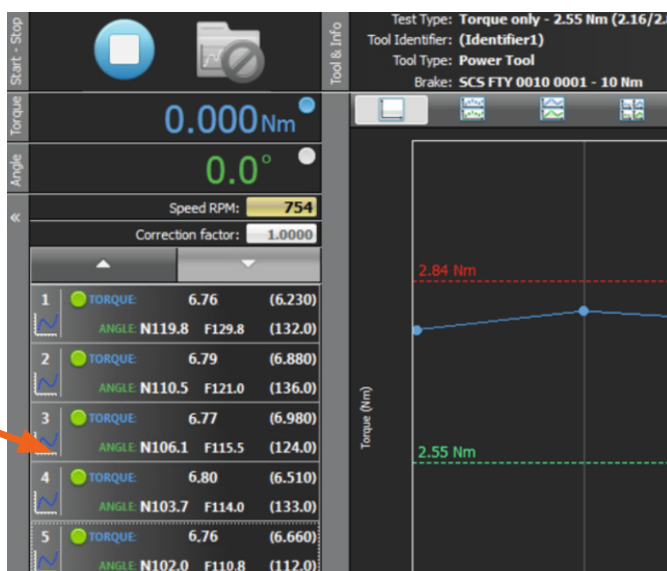 Start - Stop
Tool & Info
Test Type: Torque only - 2.55 Nm (2.16/2.
Tool Identifier: (Identifier1)
Tool Type: Power Tool
Brake: SCS FTY 0010 0001 - 10 Nm
Torque
0.000 Nm
Angle
0.0°
«
Speed RPM: 754
Correction factor: 1.0000
1 TORQUE: 6.76 (6.230)
ANGLE: N119.8 F129.8 (132.0)
2 TORQUE: 6.79 (6.880)
ANGLE: N110.5 F121.0 (136.0)
3 TORQUE: 6.77 (6.980)
ANGLE: N106.1 F115.5 (124.0)
4 TORQUE: 6.80 (6.510)
ANGLE: N103.7 F114.0 (133.0)
5 TORQUE: 6.76 (6.660)
ANGLE: N102.0 F110.8 (112.0)
2.84 Nm
Torque (Nm)
2.55 Nm